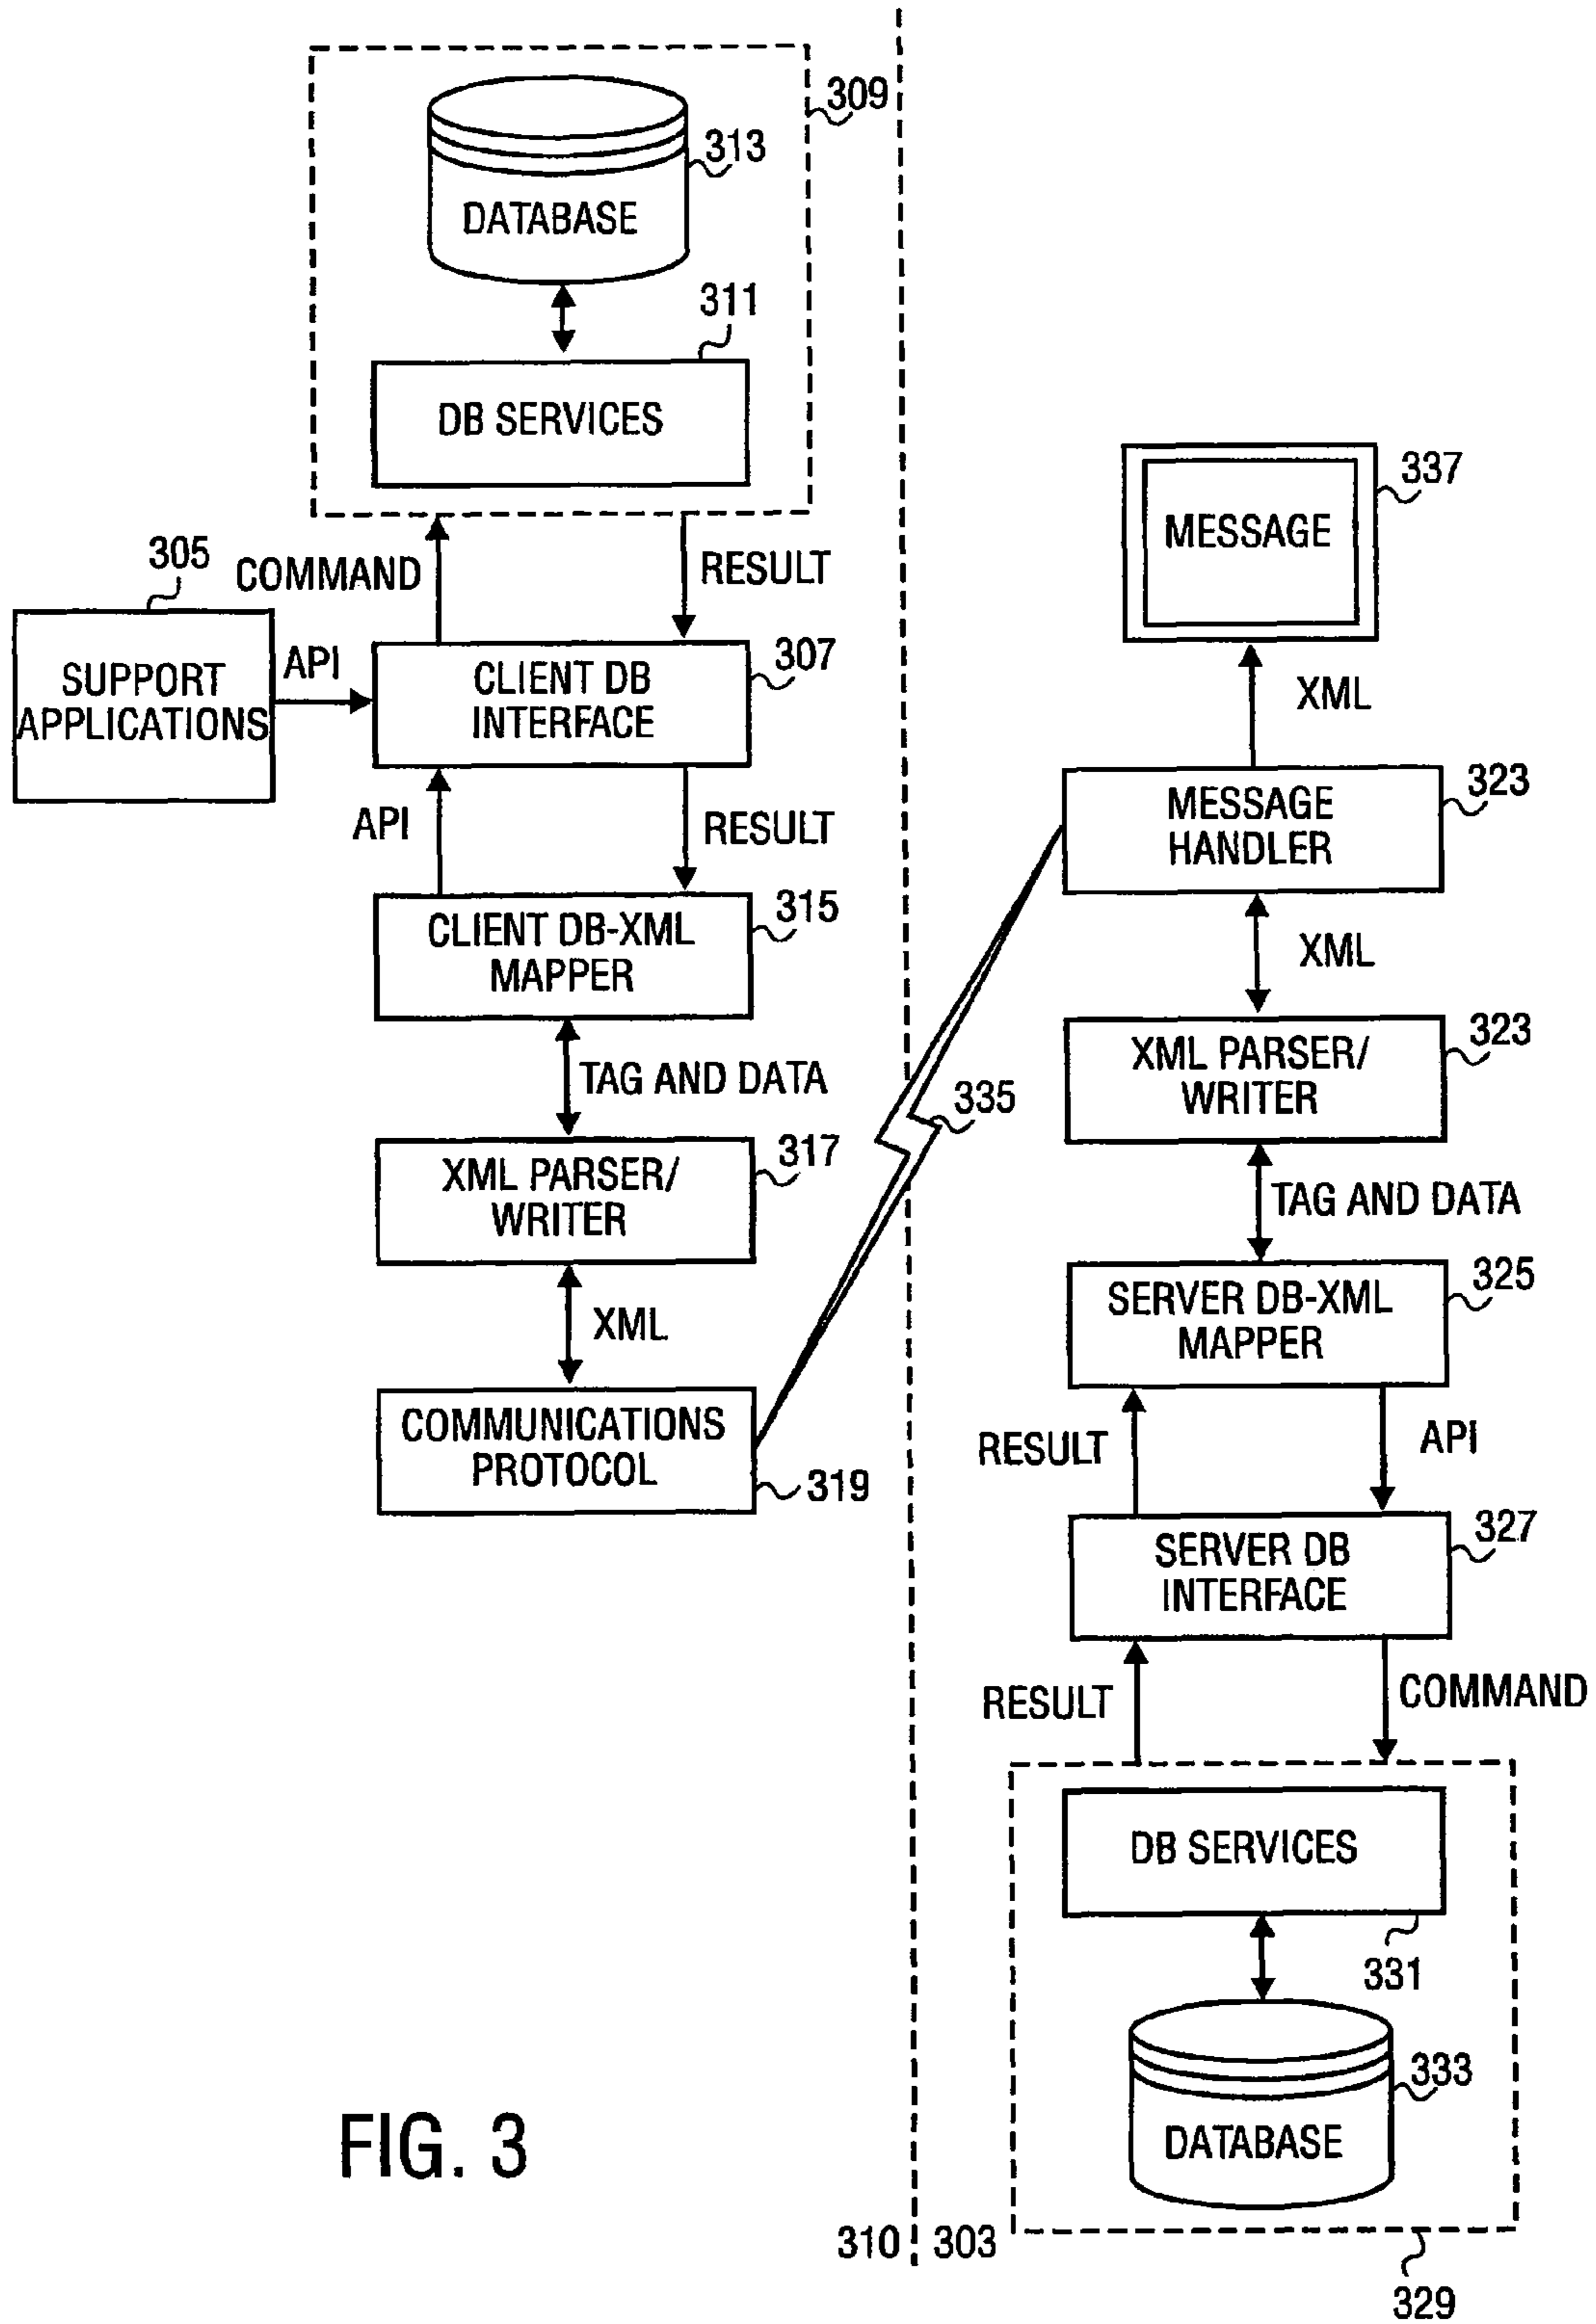 309
313
DATABASE
311
DB SERVICES
305
COMMAND
RESULT
SUPPORT
APPLICATIONS
API
CLIENT DB
INTERFACE
307
API
RESULT
CLIENT DB-XML
MAPPER
315
TAG AND DATA
XML PARSER/
WRITER
317
XML
COMMUNICATIONS
PROTOCOL
319
335
337
MESSAGE
XML
MESSAGE
HANDLER
323
XML
XML PARSER/
WRITER
323
TAG AND DATA
SERVER DB-XML
MAPPER
325
RESULT
API
SERVER DB
INTERFACE
327
RESULT
COMMAND
DB SERVICES
331
333
DATABASE
329
310
303
FIG. 3